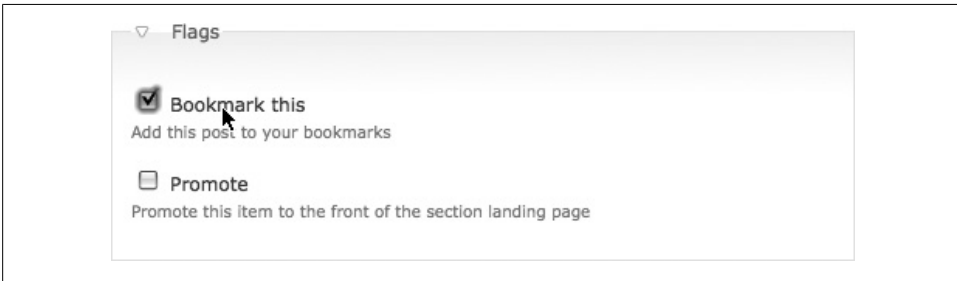 Flags
Bookmark this
Add this post to your bookmarks
Promote
Promote this item to the front of the section landing page